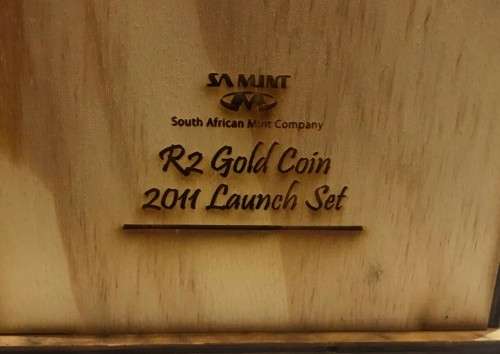 SA MINT
South African Mint Company
R2 Gold Coin
2011 Launch Set